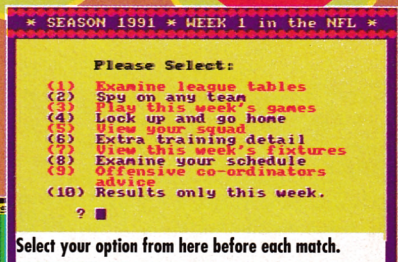 * SEASON 1991 * WEEK 1 in the NFL *
Please Select:
(1) Examine league tables
(2) Spy on any team
(3) Play this week's games
(4) Lock up and go home
(5) View your squad
(6) Extra training detail
(7) View this week's fixtures
(8) Examine your schedule
(9) Offensive co-ordinators
advice
(10) Results only this week.
?
Select your option from here before each match.